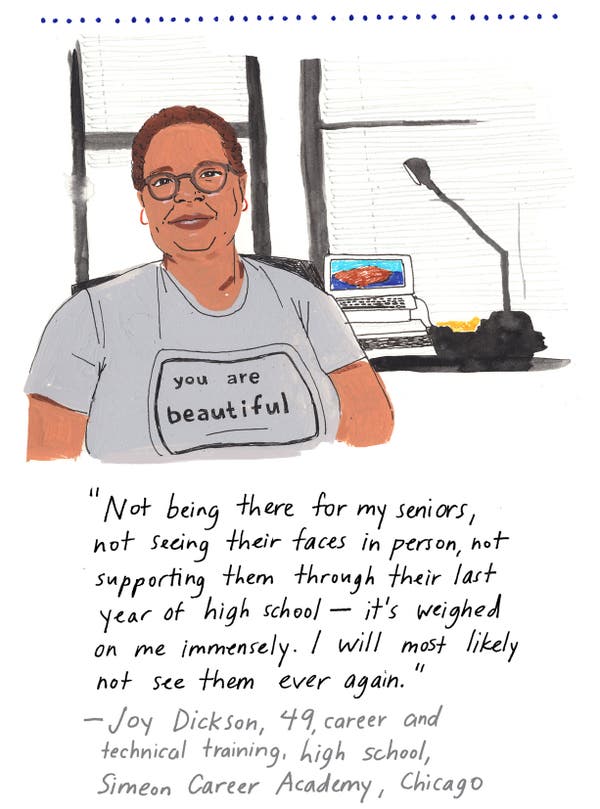 you are
beautiful
"Not being there for my seniors,
not seeing their faces in person, not
supporting them through their last
year of high school — it's weighed
on me immensely. I will most likely
not see them ever again."
—Joy Dickson, 49, career and
technical training, high school,
Simeon Career Academy, Chicago